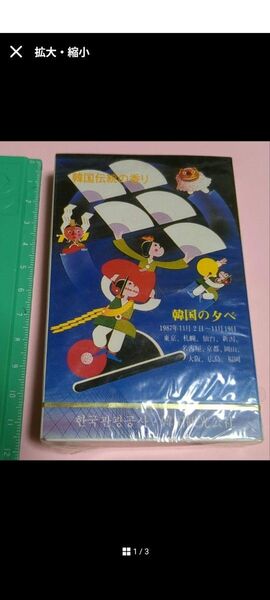 拡大・縮小
韓国伝統の香り
韓国の夕べ
1987年11月2日~11月19日
東京、札幌、仙台、新潟、
名古屋、京都、岡山、
大阪、広島、福岡
한국관광공사
1 / 3